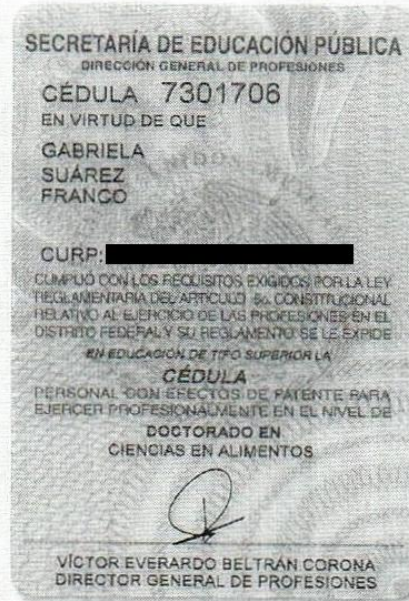 SECRETARÍA DE EDUCACIÓN PÚBLICA
DIRECCIÓN GENERAL DE PROFESIONES
CÉDULA 7301706
EN VIRTUD DE QUE
GABRIELA
SUÁREZ
FRANCO
CURP:
CUMPLIÓ CON LOS REQUISITOS EXIGIDOS POR LA LEY
REGLAMENTARIA DEL ARTÍCULO 5o. CONSTITUCIONAL
RELATIVO AL EJERCICIO DE LAS PROFESIONES EN EL
DISTRITO FEDERAL Y SU REGLAMENTO SE LE EXPIDE
EN EDUCACIÓN DE TIPO SUPERIOR LA
CÉDULA
PERSONAL CON EFECTOS DE PATENTE PARA
EJERCER PROFESIONALMENTE EN EL NIVEL DE
DOCTORADO EN
CIENCIAS EN ALIMENTOS
VÍCTOR EVERARDO BELTRÁN CORONA
DIRECTOR GENERAL DE PROFESIONES